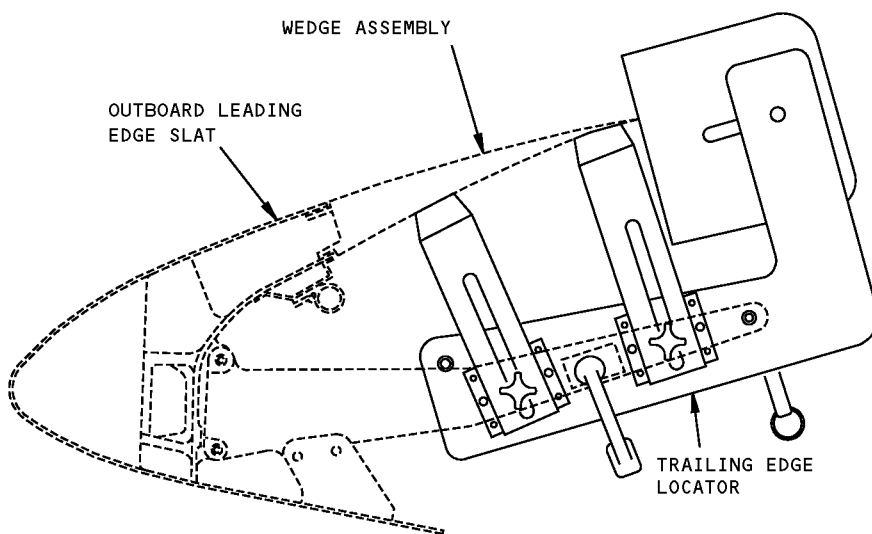 WEDGE ASSEMBLY
OUTBOARD LEADING
EDGE SLAT
TRAILING EDGE
LOCATOR